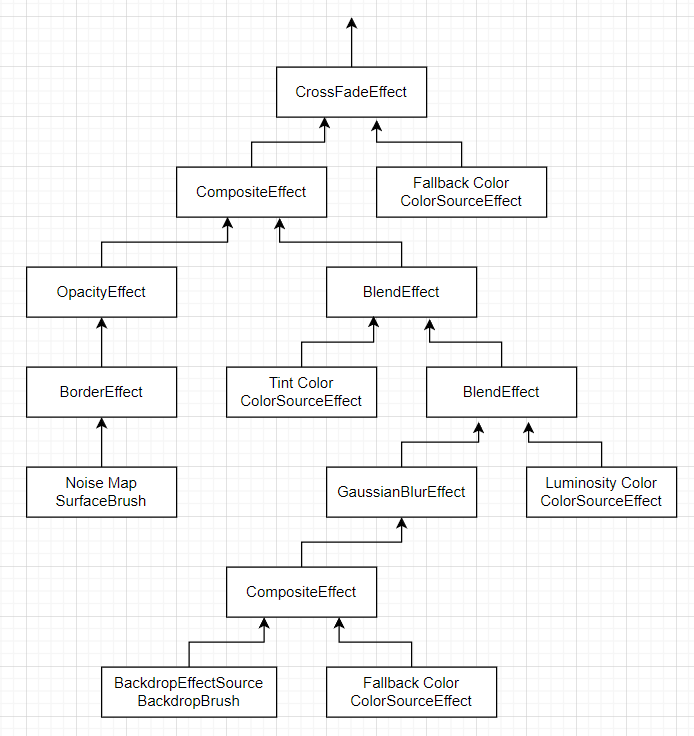 CrossFadeEffect
CompositeEffect
Fallback Color
ColorSourceEffect
OpacityEffect
BlendEffect
BorderEffect
Tint Color
ColorSourceEffect
BlendEffect
Noise Map
SurfaceBrush
GaussianBlurEffect
Luminosity Color
ColorSourceEffect
CompositeEffect
BackdropEffectSource
BackdropBrush
Fallback Color
ColorSourceEffect